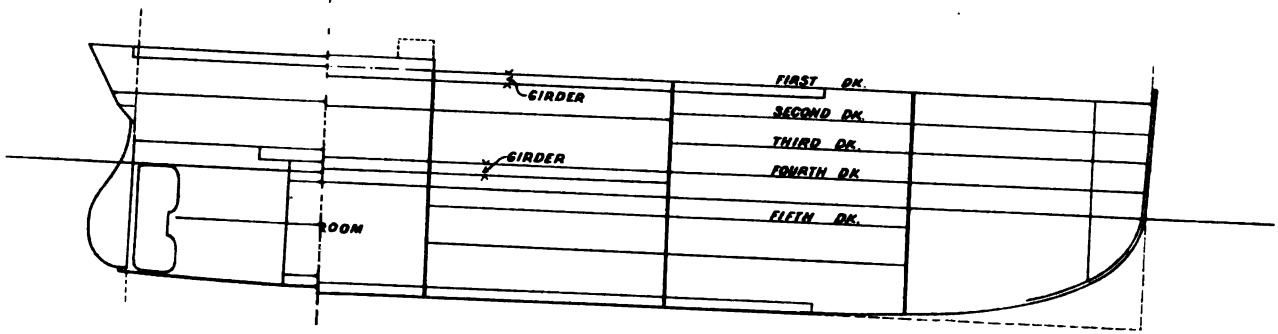 FIRST DK.
GIRDER
SECOND DK.
THIRD DK.
GIRDER
FOURTH DK
FIFTH DK.
ROOM